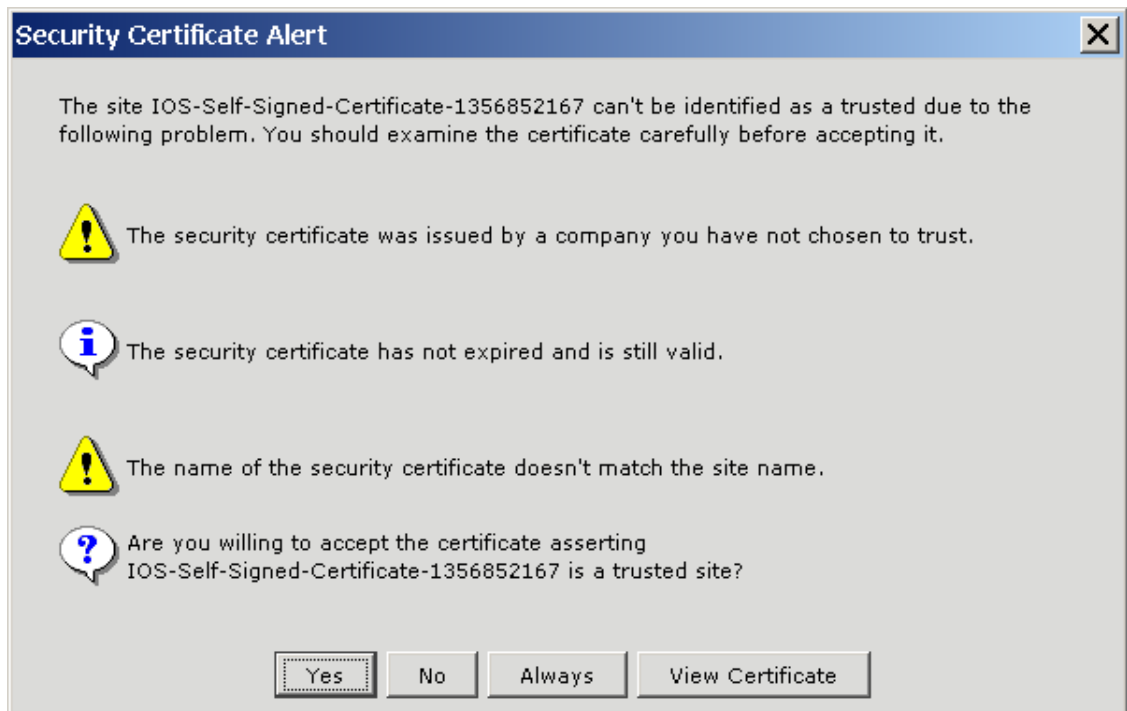 Security Certificate Alert
The site IOS-Self-Signed-Certificate-1356852167 can't be identified as a trusted due to the
following problem. You should examine the certificate carefully before accepting it.
The security certificate was issued by a company you have not chosen to trust.
The security certificate has not expired and is still valid.
The name of the security certificate doesn't match the site name.
Are you willing to accept the certificate asserting
IOS-Self-Signed-Certificate-1356852167 is a trusted site?
Yes No Always View Certificate